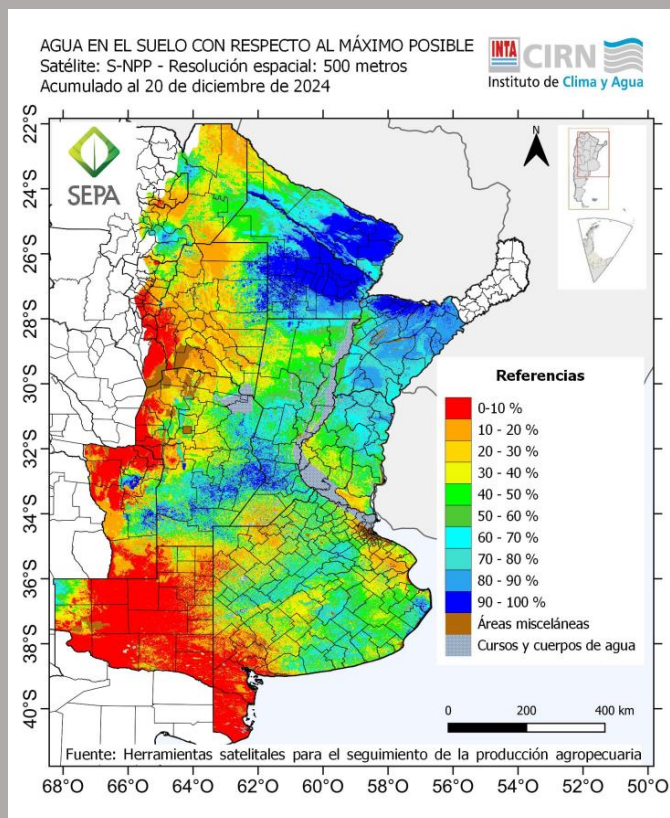 AGUA EN EL SUELO CON RESPECTO AL MÁXIMO POSIBLE
Satélite: S-NPP - Resolución espacial: 500 metros
Acumulado al 20 de diciembre de 2024
INTA CIRN
Instituto de Clima y Agua
SEPA
N
22°S
24°S
26°S
28°S
30°S
32°S
34°S
36°S
38°S
40°S
Referencias
0-10 %
10 - 20 %
20 - 30 %
30 - 40 %
40 - 50 %
50 - 60 %
60 - 70 %
70 - 80 %
80 - 90 %
90 - 100 %
Áreas misceláneas
Cursos y cuerpos de agua
0 200 400 km
Fuente: Herramientas satelitales para el seguimiento de la producción agropecuaria
68°O 66°O 64°O 62°O 60°O 58°O 56°O 54°O 52°O 50°O